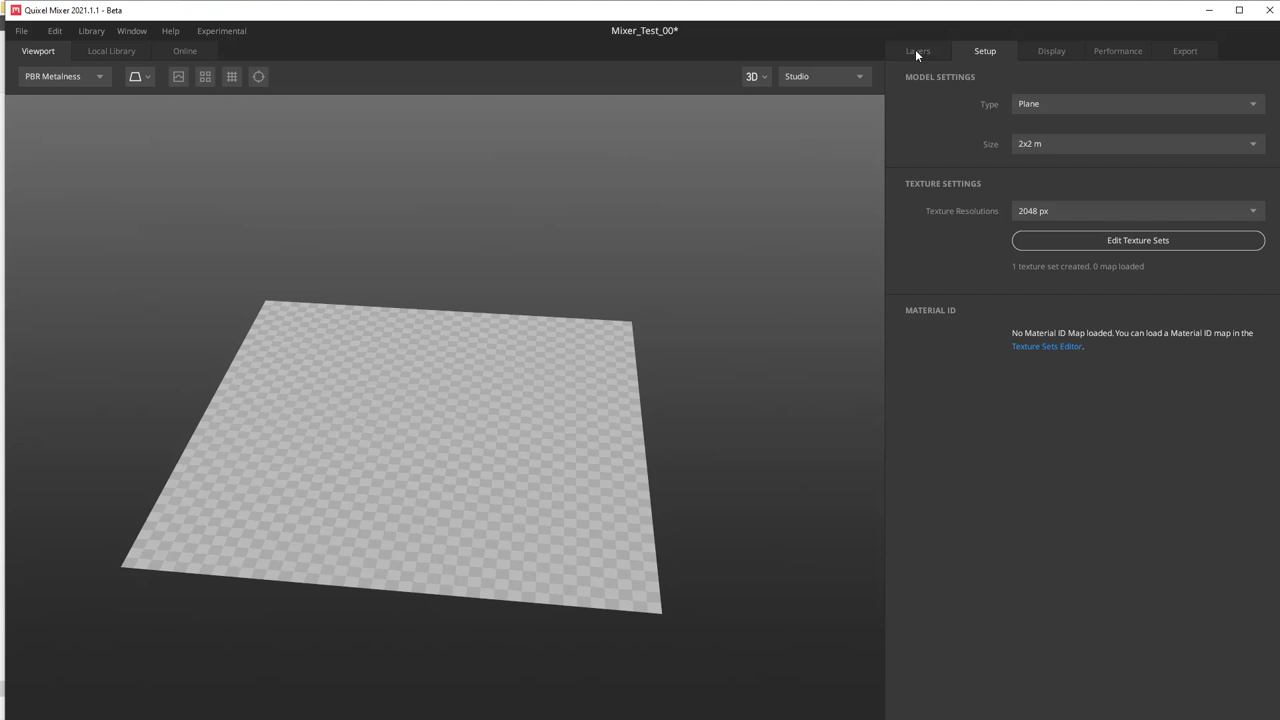 Quixel Mixer 2021.1.1 - Beta
File Edit Library Window Help Experimental
Mixer_Test_00*
Viewport Local Library Online
Layers Setup Display Performance Export
PBR Metalness
3D
Studio
MODEL SETTINGS
Type Plane
Size 2x2 m
TEXTURE SETTINGS
Texture Resolutions 2048 px
Edit Texture Sets
1 texture set created. 0 map loaded
MATERIAL ID
No Material ID Map loaded. You can load a Material ID map in the
Texture Sets Editor.